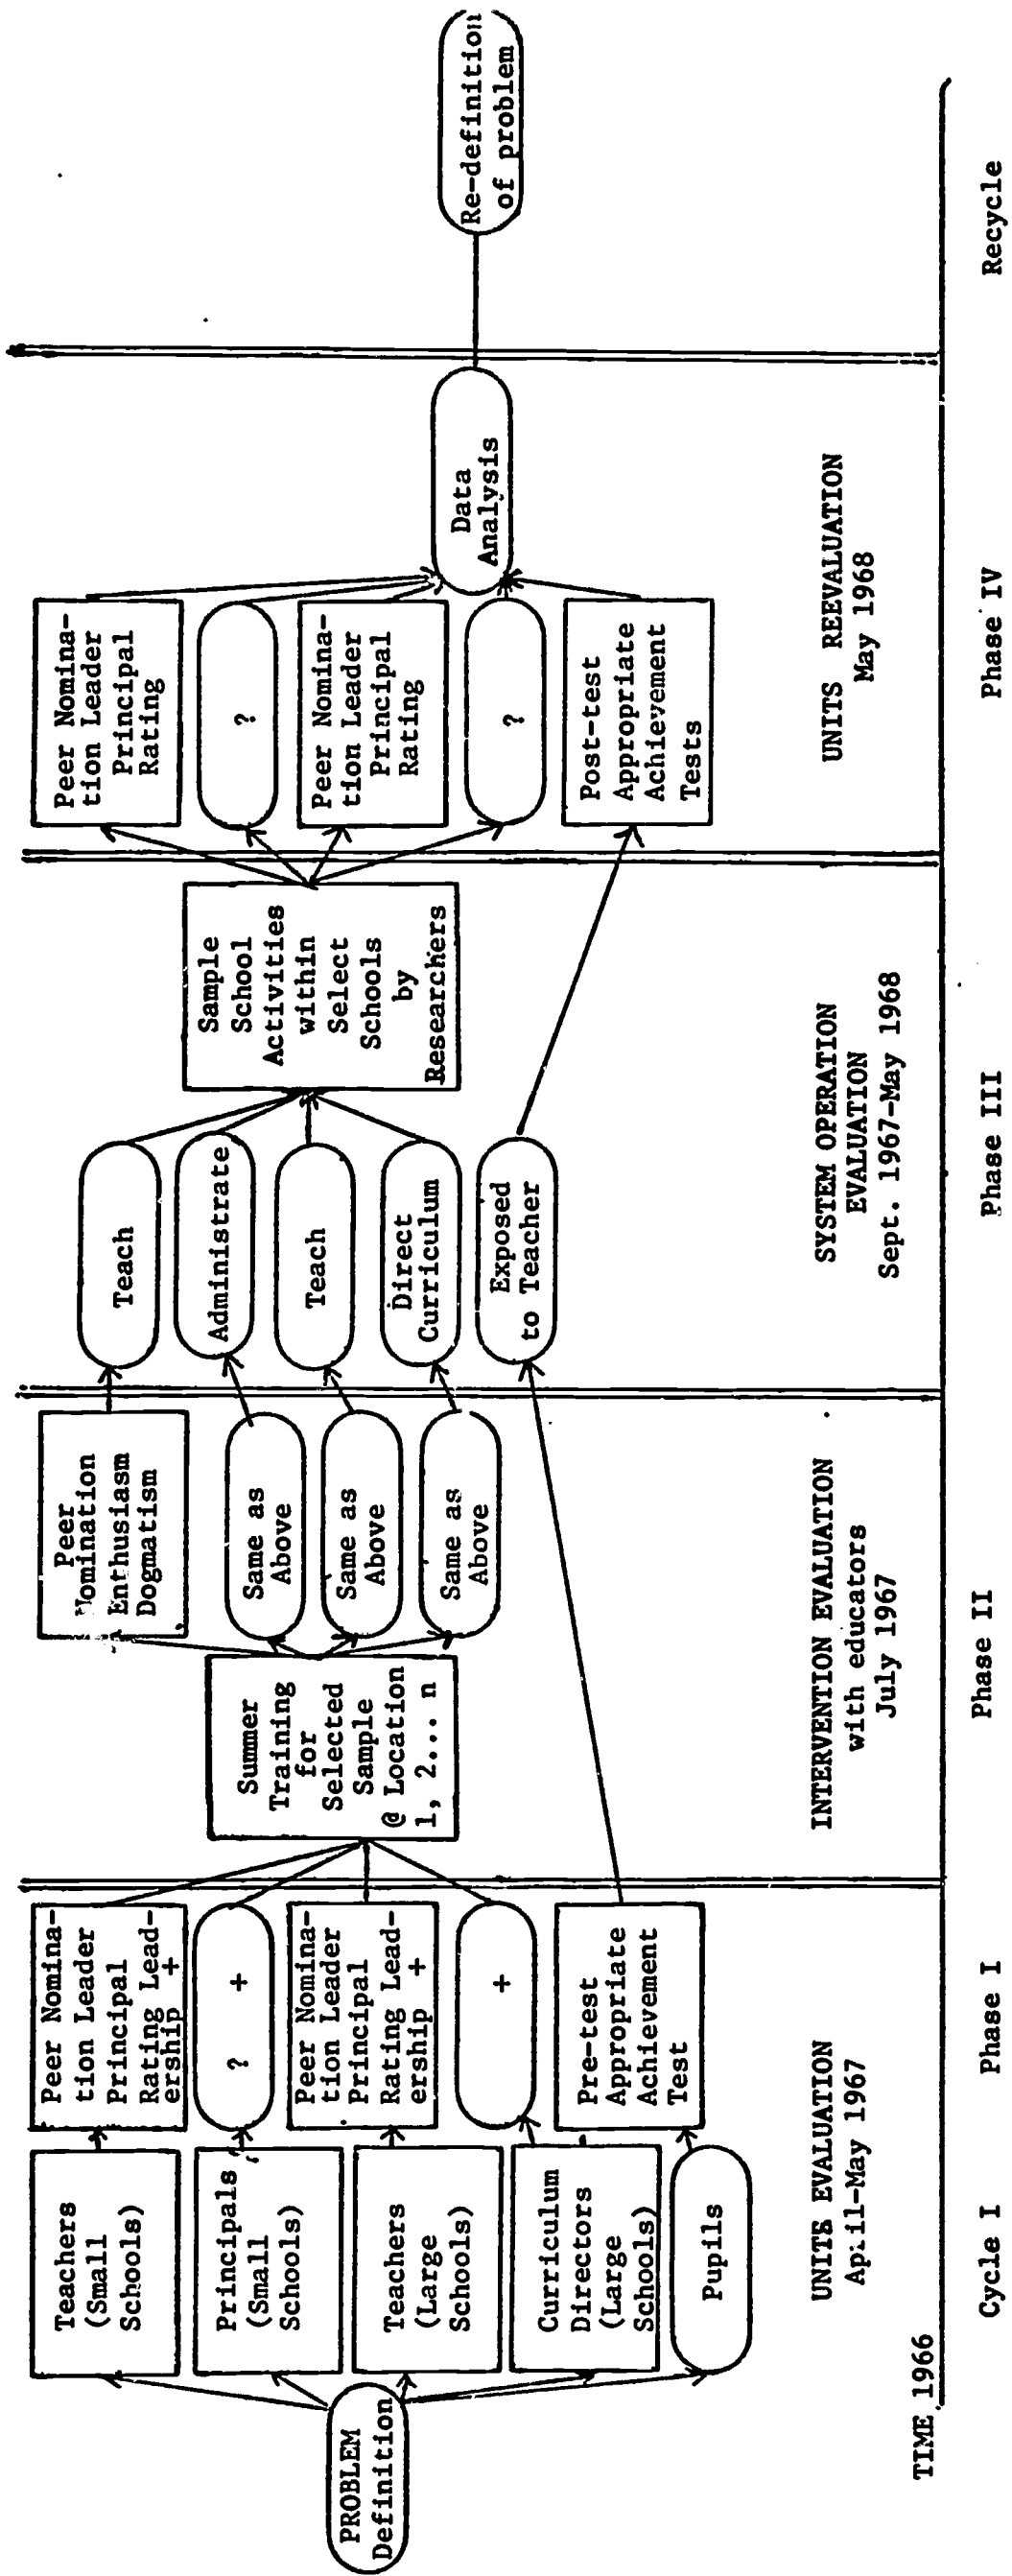 PROBLEM
Definition
Teachers
(Small
Schools)
Principals
(Small
Schools)
Teachers
(Large
Schools)
Curriculum
Directors
(Large
Schools)
Pupils
Peer Nomina-
tion Leader
Principal
Rating Lead-
ership +
? +
Peer Nomina-
tion Leader
Principal
Rating Lead-
ership +
+
Pre-test
Appropriate
Achievement
Test
UNITS EVALUATION
April-May 1967
Summer
Training
for
Selected
Sample
@ Location
1, 2... n
Peer
Nomination
Enthusiasm
Dogmatism
Same as
Above
Same as
Above
Same as
Above
INTERVENTION EVALUATION
with educators
July 1967
Teach
Administrate
Teach
Direct
Curriculum
Exposed
to Teacher
Sample
School
Activities
within
Select
Schools
by
Researchers
SYSTEM OPERATION
EVALUATION
Sept. 1967-May 1968
Peer Nomina-
tion Leader
Principal
Rating
?
Peer Nomina-
tion Leader
Principal
Rating
?
Post-test
Appropriate
Achievement
Tests
Data
Analysis
UNITS REEVALUATION
May 1968
Re-definition
of problem
TIME 1966
Cycle I Phase I Phase II Phase III Phase IV Recycle